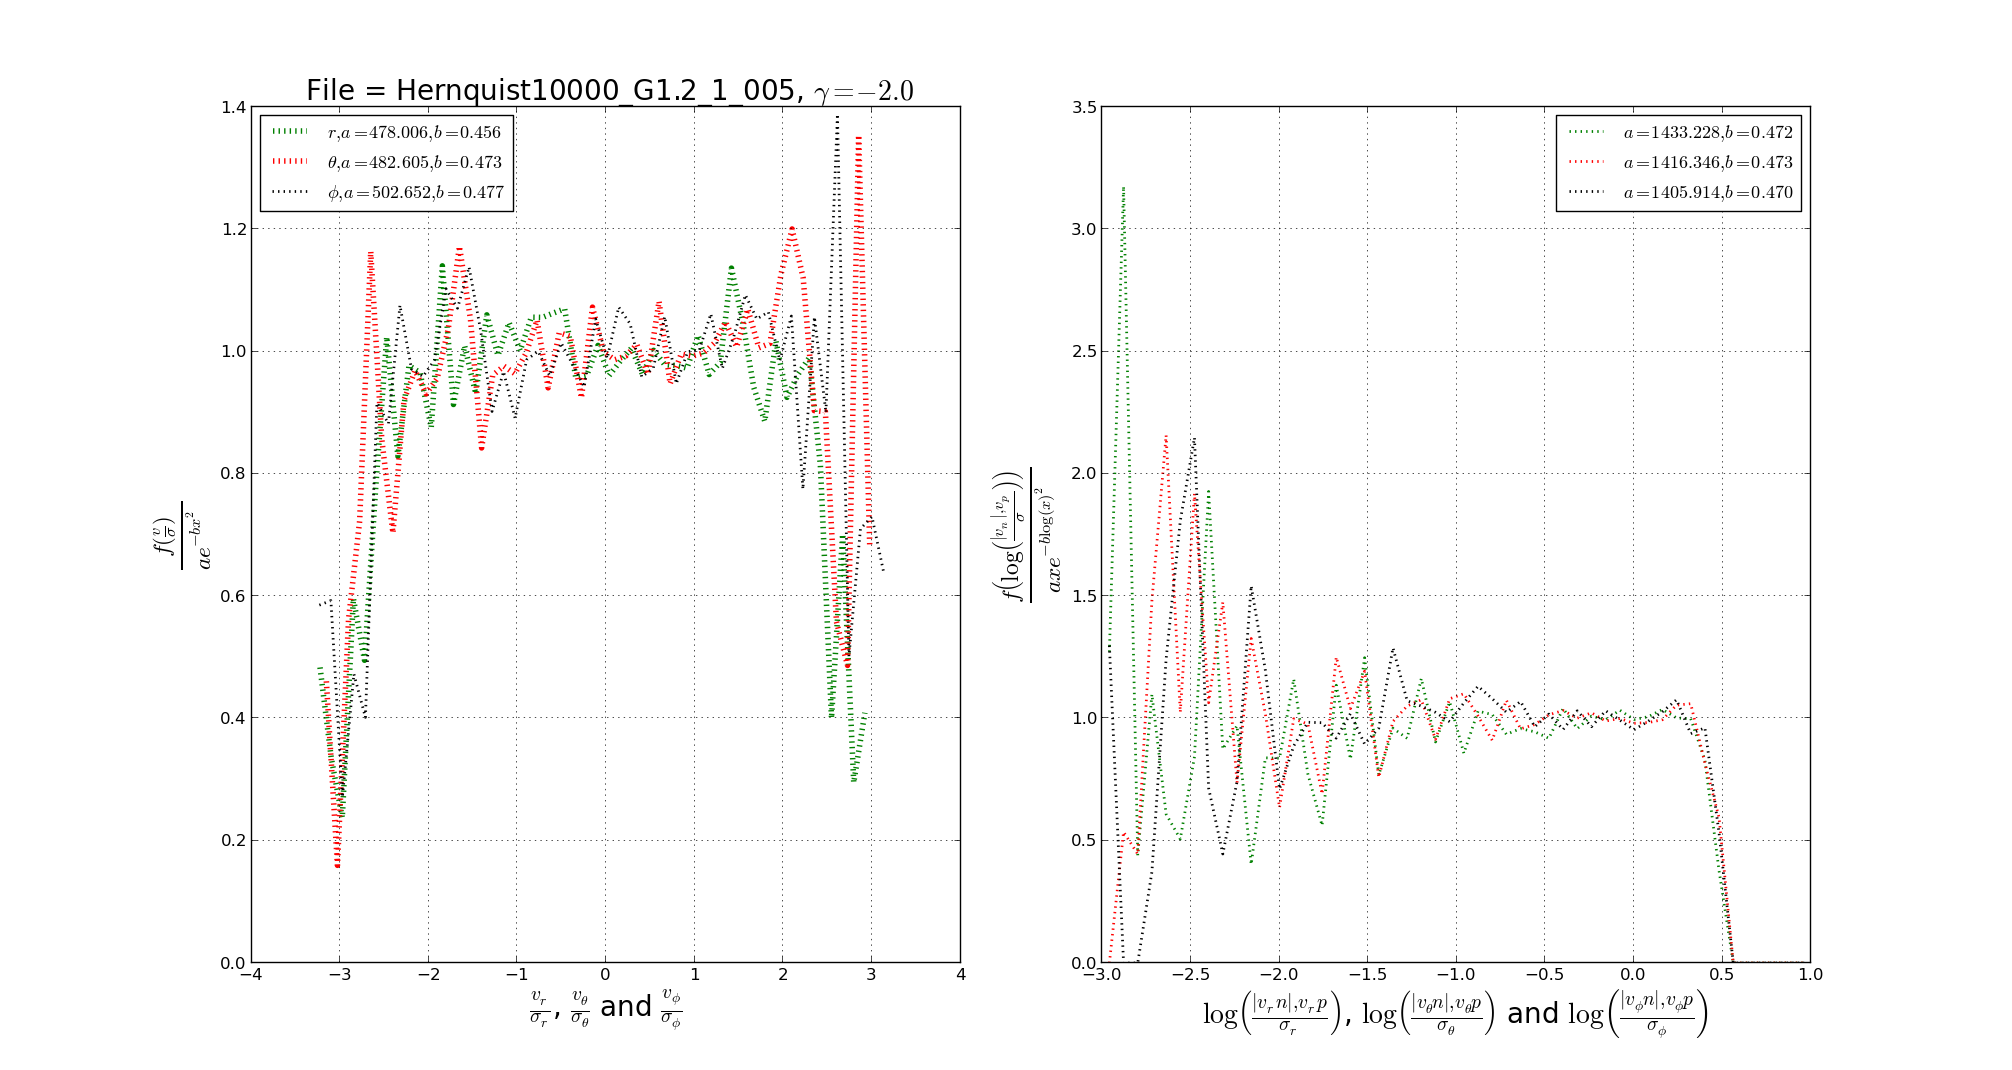 File = Hernquist10000_G1.2_1_005, γ=−2.0
1.4
1.2
1.0
0.8
0.6
0.4
0.2
0.0
r,a=478.006,b=0.456
θ,a=482.605,b=0.473
ϕ,a=502.652,b=0.477
f(v/σ) / ae^{−bx^2}
−4 −3 −2 −1 0 1 2 3 4
v_r/σ_r, v_θ/σ_θ and v_ϕ/σ_ϕ
3.5
3.0
2.5
2.0
1.5
1.0
0.5
0.0
a=1433.228,b=0.472
a=1416.346,b=0.473
a=1405.914,b=0.470
f(log(|v_n|,v_p/σ)) / axe^{−b log(x)^2}
−3.0 −2.5 −2.0 −1.5 −1.0 −0.5 0.0 0.5 1.0
log(|v_r n|,v_r p/σ_r), log(|v_θ n|,v_θ p/σ_θ) and log(|v_ϕ n|,v_ϕ p/σ_ϕ)